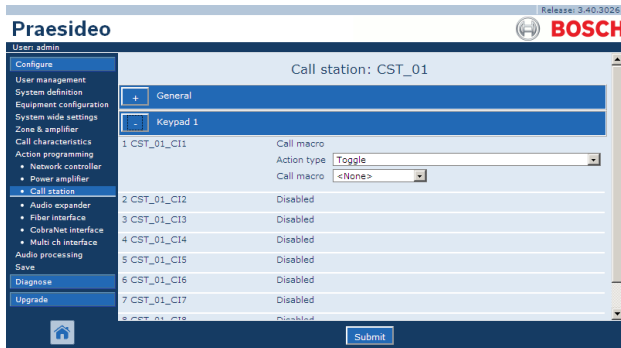 Release: 3.40.3026
Praesideo
BOSCH
User: admin
Configure
User management
System definition
Equipment configuration
System wide settings
Zone & amplifier
Call characteristics
Action programming
• Network controller
• Power amplifier
• Call station
• Audio expander
• Fiber interface
• CobraNet interface
• Multi ch interface
Audio processing
Save
Diagnose
Upgrade
Call station: CST_01
+ General
- Keypad 1
1 CST_01_CI1 Call macro
Action type Toggle
Call macro <None>
2 CST_01_CI2 Disabled
3 CST_01_CI3 Disabled
4 CST_01_CI4 Disabled
5 CST_01_CI5 Disabled
6 CST_01_CI6 Disabled
7 CST_01_CI7 Disabled
8 CST_01_CI8 Disabled
Submit